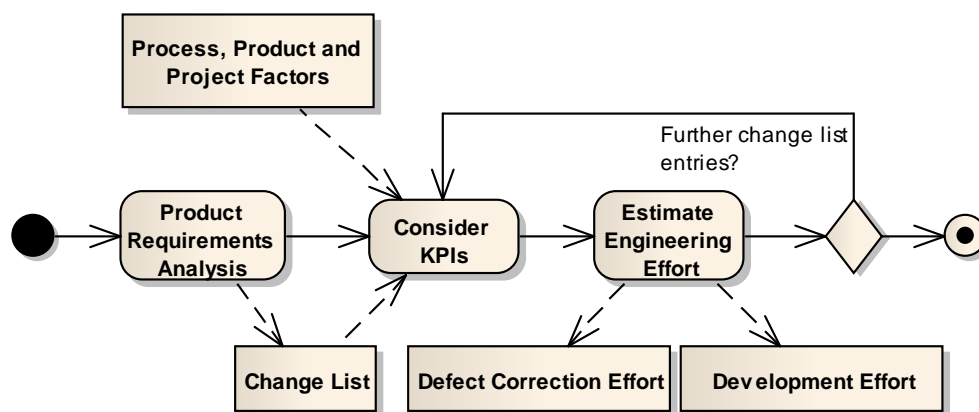 Process, Product and
Project Factors
Further change list
entries?
Product
Requirements
Analysis
Consider
KPIs
Estimate
Engineering
Effort
Change List
Defect Correction Effort
Development Effort